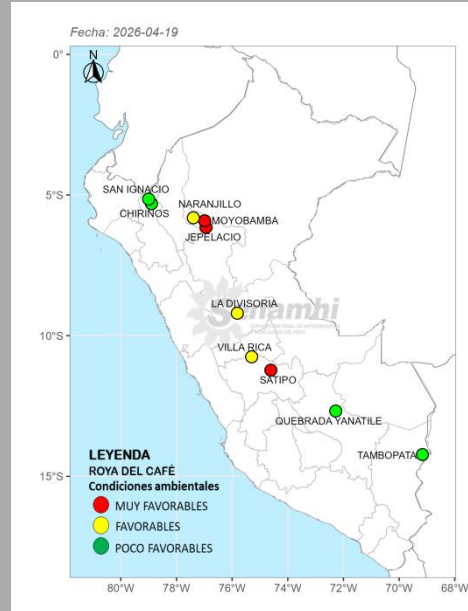 Fecha: 2026-04-19
N
0°
SAN IGNACIO
NARANJILLO
5°S
CHIRINOS
MOYOBAMBA
JEPELACIO
LA DIVISORIA
Senamhi
10°S
VILLA RICA
SATIPO
QUEBRADA YANATILE
TAMBOPATA
LEYENDA
ROYA DEL CAFÉ
15°S
Condiciones ambientales
MUY FAVORABLES
FAVORABLES
POCO FAVORABLES
80°W 78°W 76°W 74°W 72°W 70°W 68°W